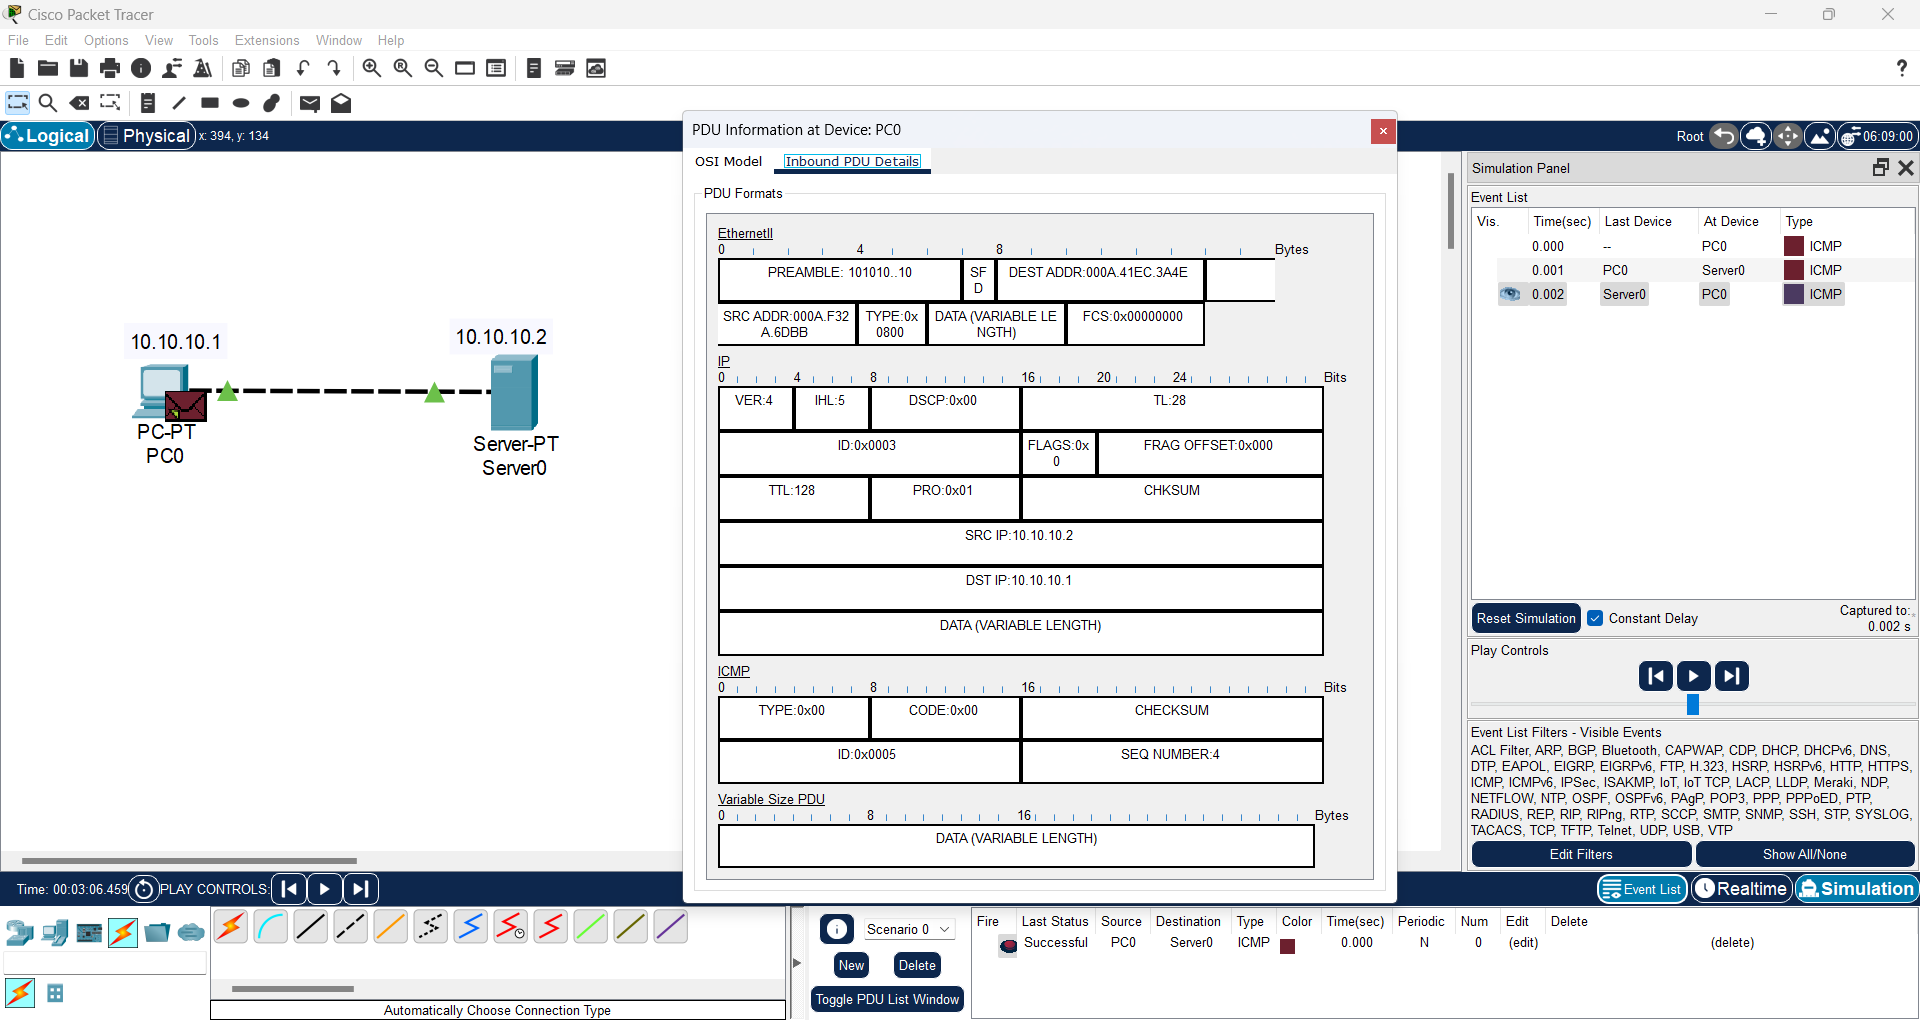 Cisco Packet Tracer
File Edit Options View Tools Extensions Window Help
?
Logical Physical x: 394, y: 134
Root 06:09:00
10.10.10.1
10.10.10.2
PC-PT
PC0
Server-PT
Server0
PDU Information at Device: PC0
OSI Model Inbound PDU Details
PDU Formats
EthernetII
0 4 8 Bytes
PREAMBLE: 101010..10
SF
D
DEST ADDR:000A.41EC.3A4E
SRC ADDR:000A.F32
A.6DBB
TYPE:0x
0800
DATA (VARIABLE LE
NGTH)
FCS:0x00000000
IP
0 4 8 16 20 24 Bits
VER:4 IHL:5 DSCP:0x00 TL:28
ID:0x0003
FLAGS:0x
0
FRAG OFFSET:0x000
TTL:128 PRO:0x01 CHKSUM
SRC IP:10.10.10.2
DST IP:10.10.10.1
DATA (VARIABLE LENGTH)
ICMP
0 8 16 Bits
TYPE:0x00 CODE:0x00 CHECKSUM
ID:0x0005 SEQ NUMBER:4
Variable Size PDU
0 8 16 Bytes
DATA (VARIABLE LENGTH)
Simulation Panel
Event List
Vis. Time(sec) Last Device At Device Type
0.000 -- PC0 ICMP
0.001 PC0 Server0 ICMP
0.002 Server0 PC0 ICMP
Reset Simulation Constant Delay
Captured to:
0.002 s
Play Controls
Event List Filters - Visible Events
ACL Filter, ARP, BGP, Bluetooth, CAPWAP, CDP, DHCP, DHCPv6, DNS,
DTP, EAPOL, EIGRP, EIGRPv6, FTP, H.323, HSRP, HSRPv6, HTTP, HTTPS,
ICMP, ICMPv6, IPSec, ISAKMP, IoT, IoT TCP, LACP, LLDP, Meraki, NDP,
NETFLOW, NTP, OSPF, OSPFv6, PAgP, POP3, PPP, PPPoED, PTP,
RADIUS, REP, RIP, RIPng, RTP, SCCP, SMTP, SNMP, SSH, STP, SYSLOG,
TACACS, TCP, TFTP, Telnet, UDP, USB, VTP
Edit Filters Show All/None
Time: 00:03:06.459 PLAY CONTROLS:
Event List Realtime Simulation
Scenario 0
New Delete
Toggle PDU List Window
Automatically Choose Connection Type
Fire Last Status Source Destination Type Color Time(sec) Periodic Num Edit Delete
Successful PC0 Server0 ICMP 0.000 N 0 (edit) (delete)